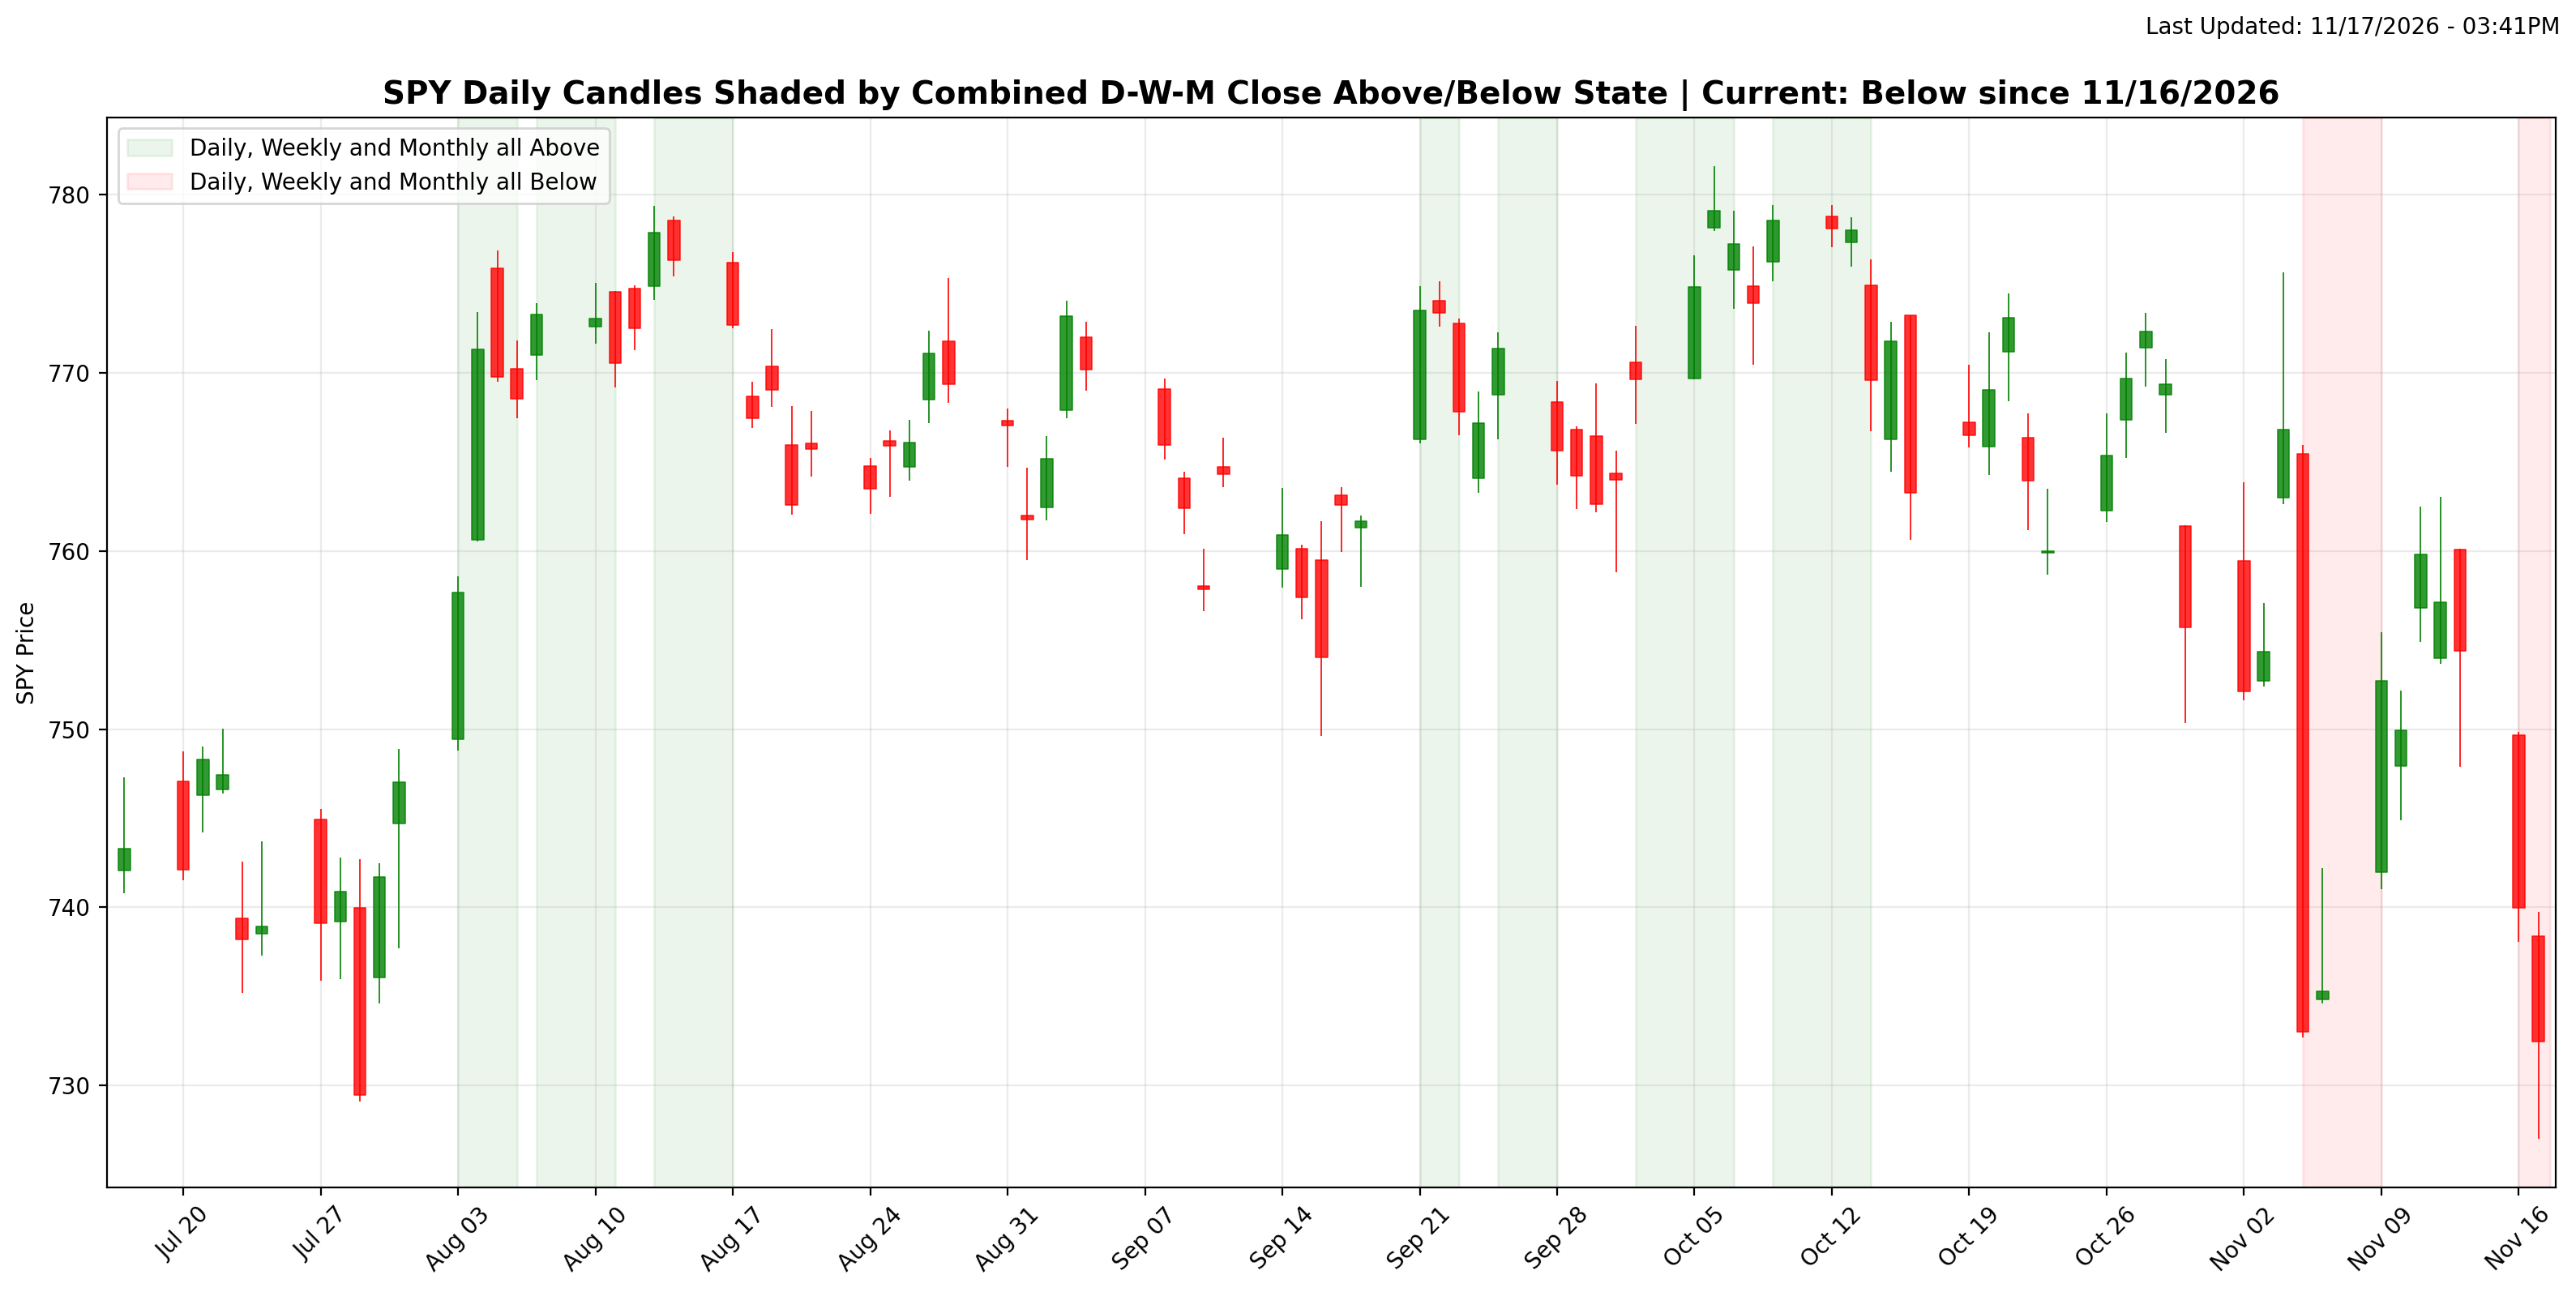 Last Updated: 11/17/2026 - 03:41PM
SPY Daily Candles Shaded by Combined D-W-M Close Above/Below State | Current: Below since 11/16/2026
Daily, Weekly and Monthly all Above
Daily, Weekly and Monthly all Below
780
770
760
750
740
730
SPY Price
Jul 20
Jul 27
Aug 03
Aug 10
Aug 17
Aug 24
Aug 31
Sep 07
Sep 14
Sep 21
Sep 28
Oct 05
Oct 12
Oct 19
Oct 26
Nov 02
Nov 09
Nov 16